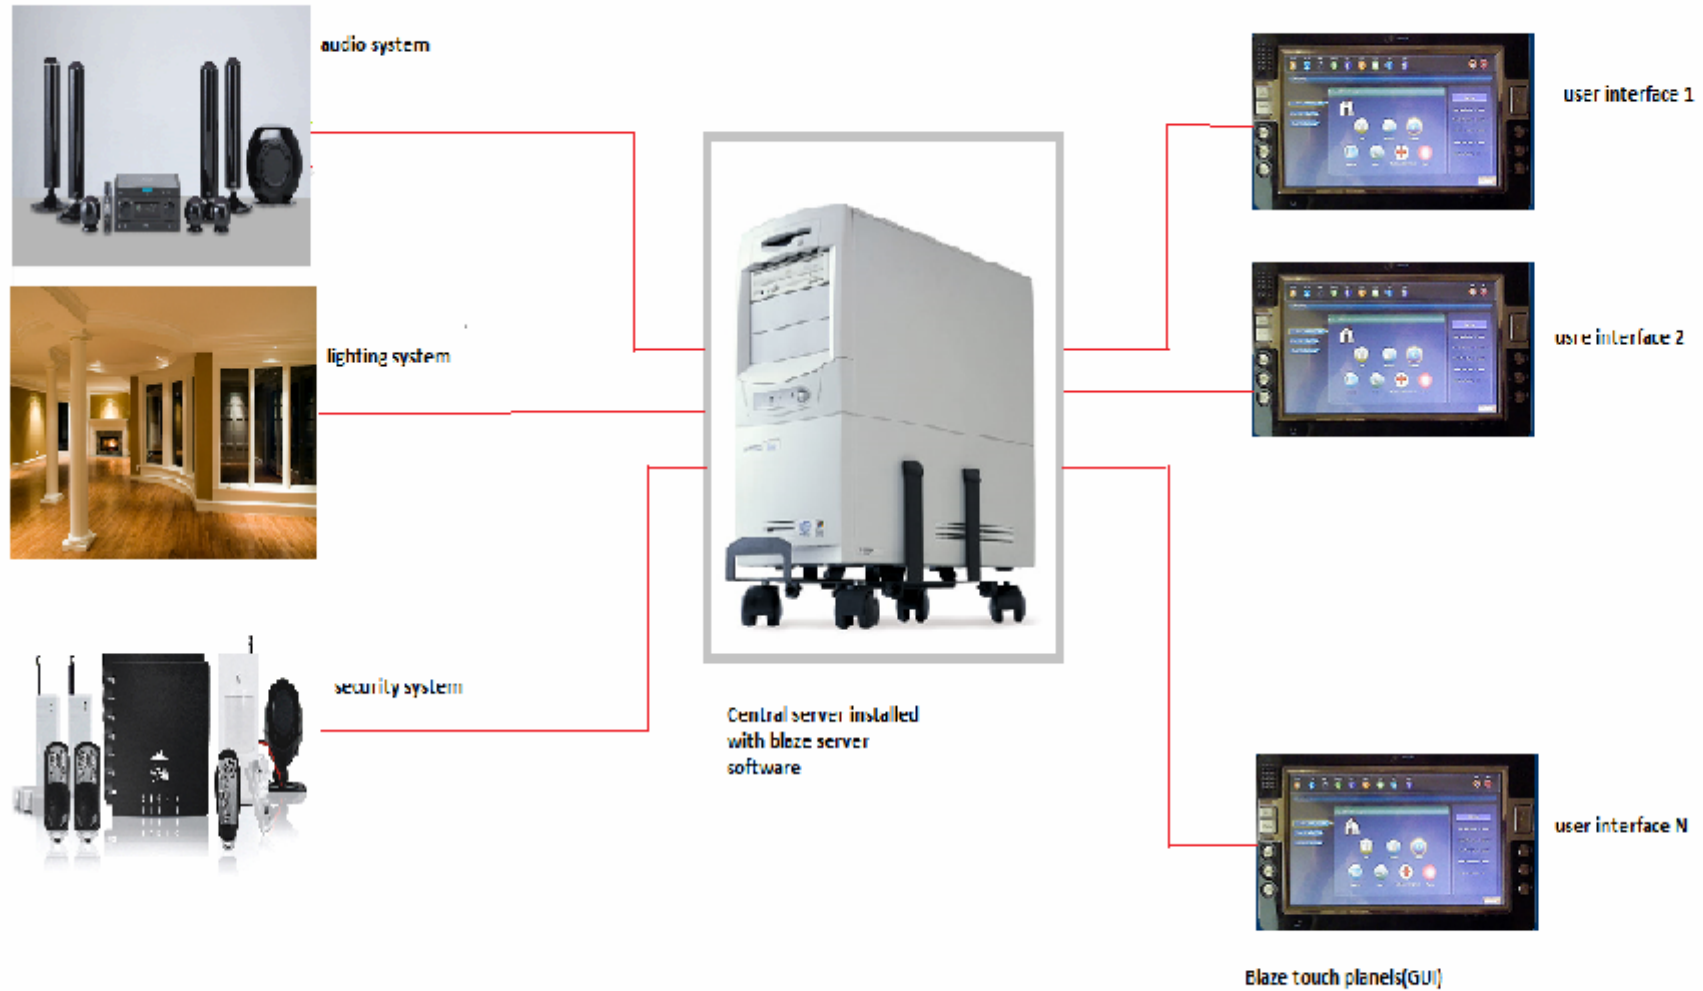 audio system
user interface 1
usre interface 2
lighting system
security system
Central server installed
with blaze server
software
user interface N
Blaze touch planels(GUI)